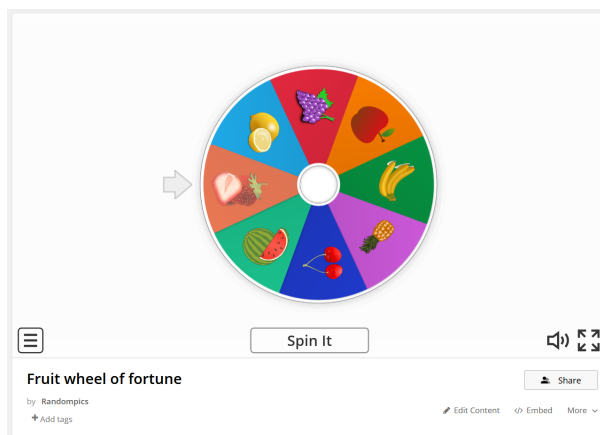 Spin It
Fruit wheel of fortune
Share
by Randompics
Add tags
Edit Content
Embed
More